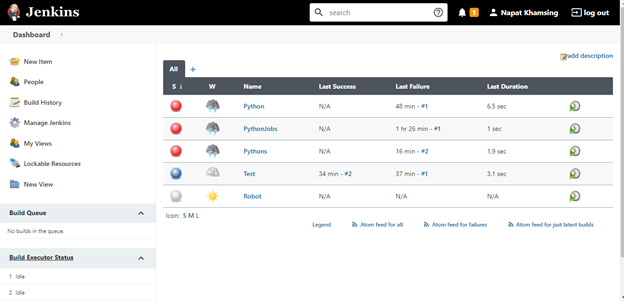 Jenkins
search
1
Napat Khamsing
log out
Dashboard
add description
New Item
People
Build History
Manage Jenkins
My Views
Lockable Resources
New View
Build Queue
No builds in the queue.
Build Executor Status
1 Idle
2 Idle
All +
S ↓ W Name Last Success Last Failure Last Duration
Python N/A 48 min - #1 6.5 sec
PythonJobs N/A 1 hr 26 min - #1 1 sec
Pythons N/A 16 min - #2 1.9 sec
Test 34 min - #2 37 min - #1 3.1 sec
Robot N/A N/A N/A
Icon: S M L
Legend Atom feed for all Atom feed for failures Atom feed for just latest builds